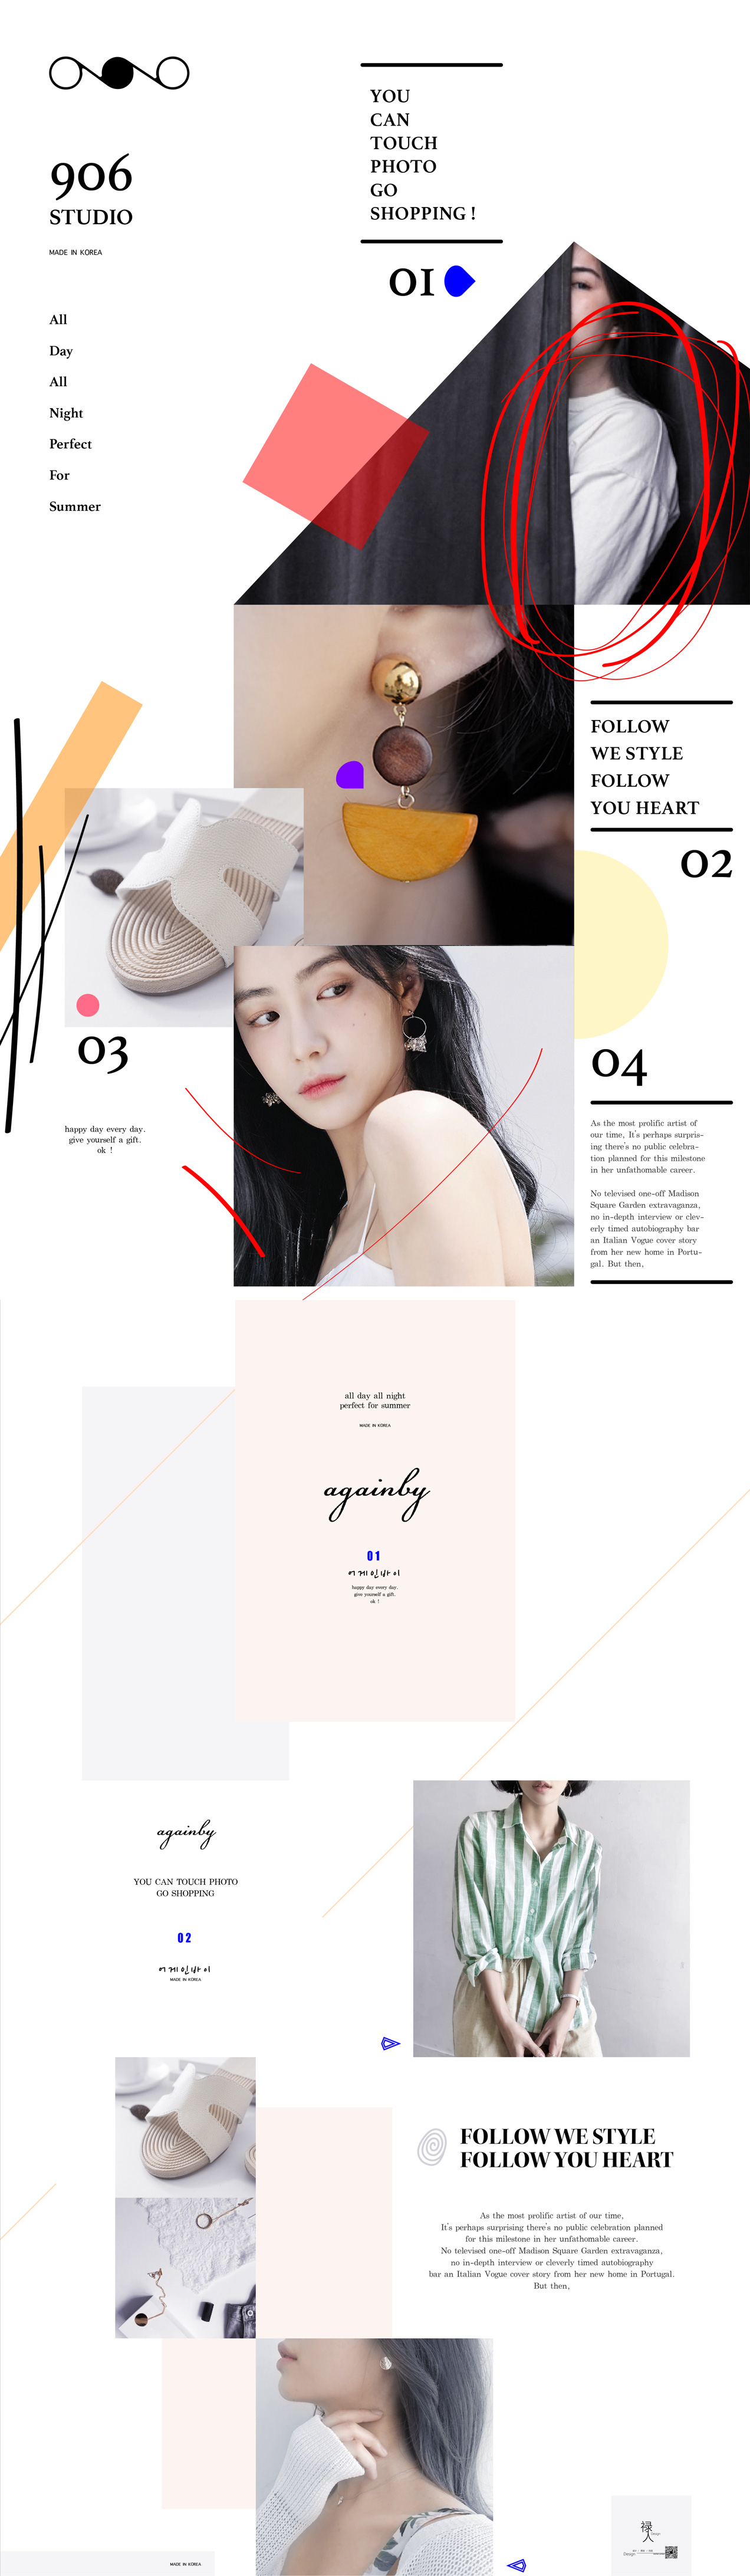 906
STUDIO
MADE IN KOREA
All
Day
All
Night
Perfect
For
Summer
YOU
CAN
TOUCH
PHOTO
GO
SHOPPING !
01
FOLLOW
WE STYLE
FOLLOW
YOU HEART
02
03
happy day every day.
give yourself a gift.
ok !
04
As the most prolific artist of
our time, It's perhaps surpris-
ing there's no public celebra-
tion planned for this milestone
in her unfathomable career.
No televised one-off Madison
Square Garden extravaganza,
no in-depth interview or clev-
erly timed autobiography bar
an Italian Vogue cover story
from her new home in Portu-
gal. But then,
all day all night
perfect for summer
MADE IN KOREA
againby
01
어게인바이
happy day every day.
give yourself a gift.
ok !
againby
YOU CAN TOUCH PHOTO
GO SHOPPING
02
어게인바이
MADE IN KOREA
FOLLOW WE STYLE
FOLLOW YOU HEART
As the most prolific artist of our time,
It's perhaps surprising there's no public celebration planned
for this milestone in her unfathomable career.
No televised one-off Madison Square Garden extravaganza,
no in-depth interview or cleverly timed autobiography
bar an Italian Vogue cover story from her new home in Portugal.
But then,
MADE IN KOREA
禄
人
Design
Design